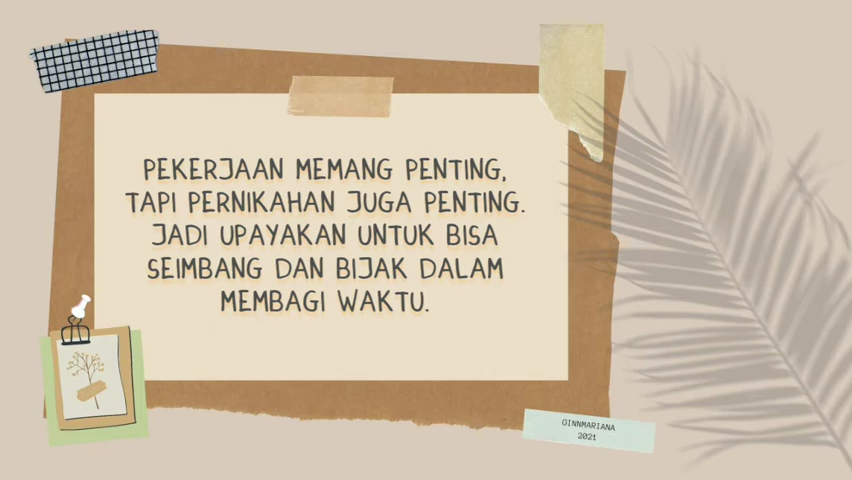 PEKERJAAN MEMANG PENTING,
TAPI PERNIKAHAN JUGA PENTING.
JADI UPAYAKAN UNTUK BISA
SEIMBANG DAN BIJAK DALAM
MEMBAGI WAKTU.
GINNMARIANA
2021